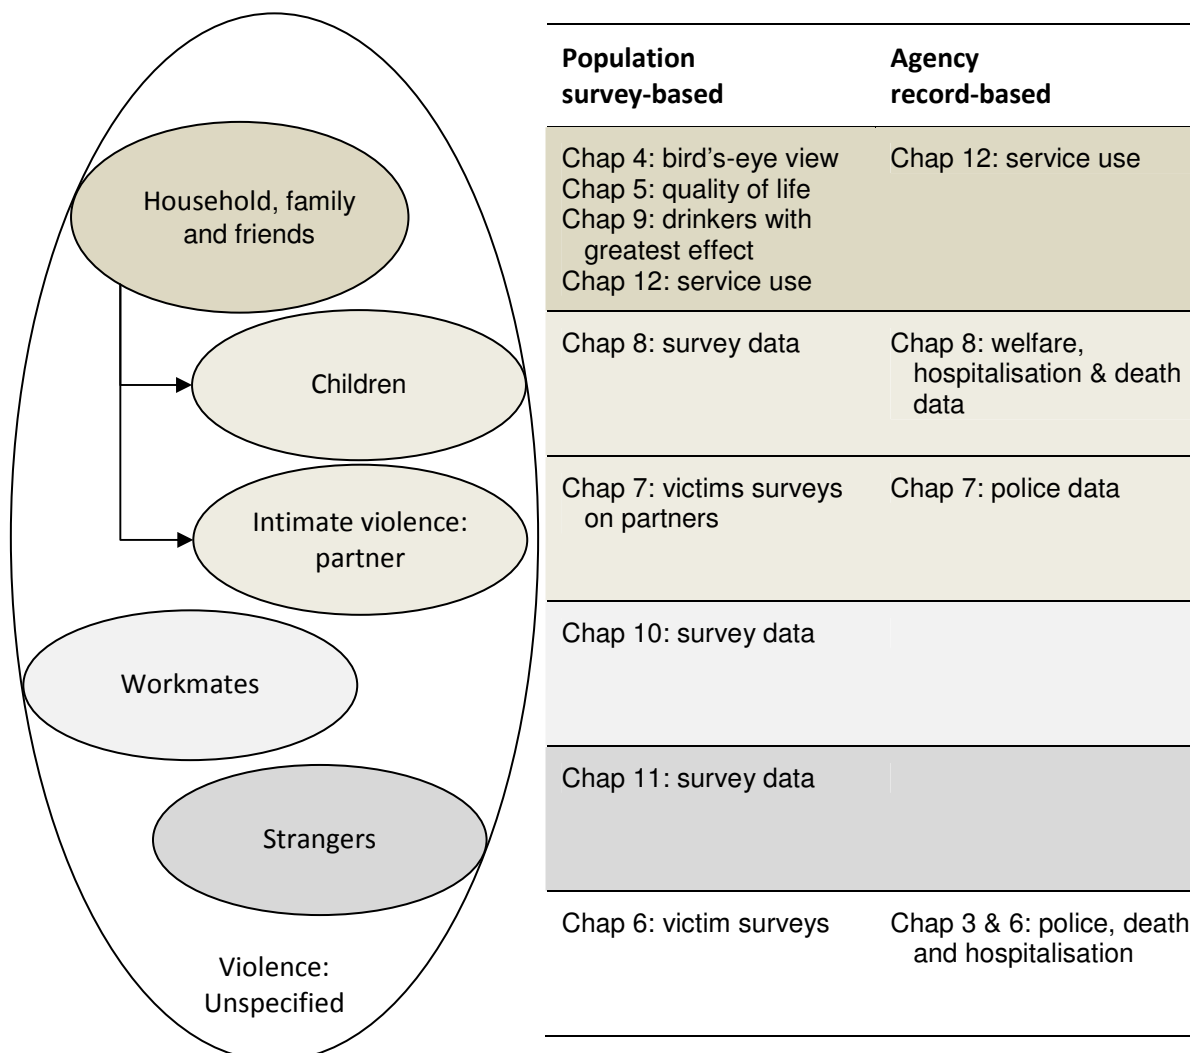 Population
survey-based
Agency
record-based
Household, family
and friends
Chap 4: bird's-eye view
Chap 5: quality of life
Chap 9: drinkers with
greatest effect
Chap 12: service use
Chap 12: service use
Children
Chap 8: survey data
Chap 8: welfare,
hospitalisation & death
data
Intimate violence:
partner
Chap 7: victims surveys
on partners
Chap 7: police data
Workmates
Chap 10: survey data
Strangers
Chap 11: survey data
Violence:
Unspecified
Chap 6: victim surveys
Chap 3 & 6: police, death
and hospitalisation